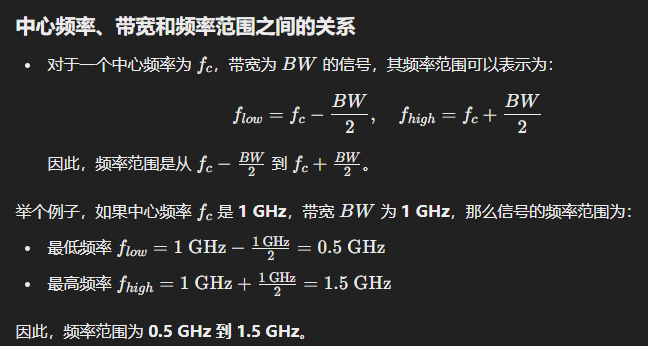 中心频率、带宽和频率范围之间的关系
• 对于一个中心频率为 $f_c$，带宽为 $BW$ 的信号，其频率范围可以表示为：
$f_{low} = f_c - \frac{BW}{2}, \quad f_{high} = f_c + \frac{BW}{2}$
因此，频率范围是从 $f_c - \frac{BW}{2}$ 到 $f_c + \frac{BW}{2}$。
举个例子，如果中心频率 $f_c$ 是 1 GHz，带宽 $BW$ 为 1 GHz，那么信号的频率范围为：
• 最低频率 $f_{low} = 1 \text{ GHz} - \frac{1 \text{ GHz}}{2} = 0.5 \text{ GHz}$
• 最高频率 $f_{high} = 1 \text{ GHz} + \frac{1 \text{ GHz}}{2} = 1.5 \text{ GHz}$
因此，频率范围为 0.5 GHz 到 1.5 GHz。